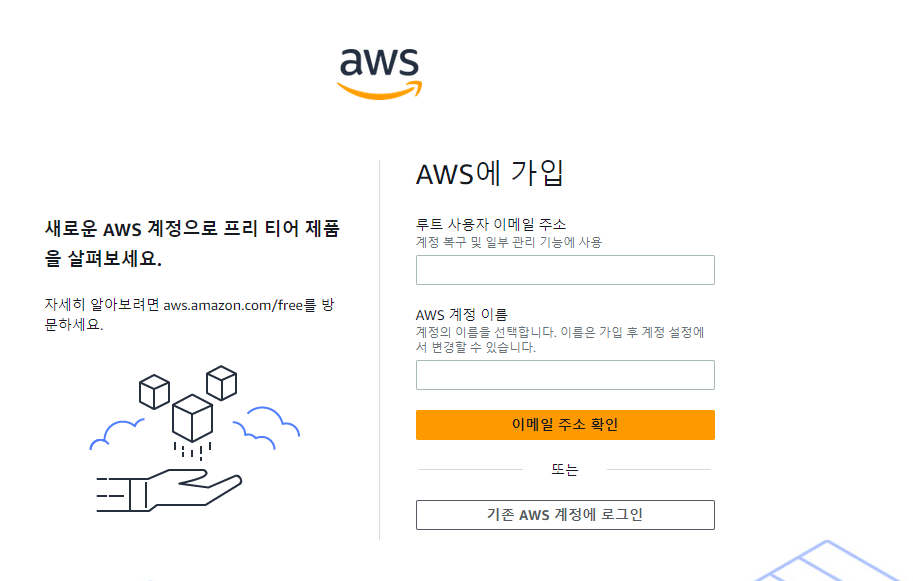 aws
새로운 AWS 계정으로 프리 티어 제품
을 살펴보세요.
자세히 알아보려면 aws.amazon.com/free를 방
문하세요.
AWS에 가입
루트 사용자 이메일 주소
계정 복구 및 일부 관리 기능에 사용
AWS 계정 이름
계정의 이름을 선택합니다. 이름은 가입 후 계정 설정에
서 변경할 수 있습니다.
이메일 주소 확인
또는
기존 AWS 계정에 로그인